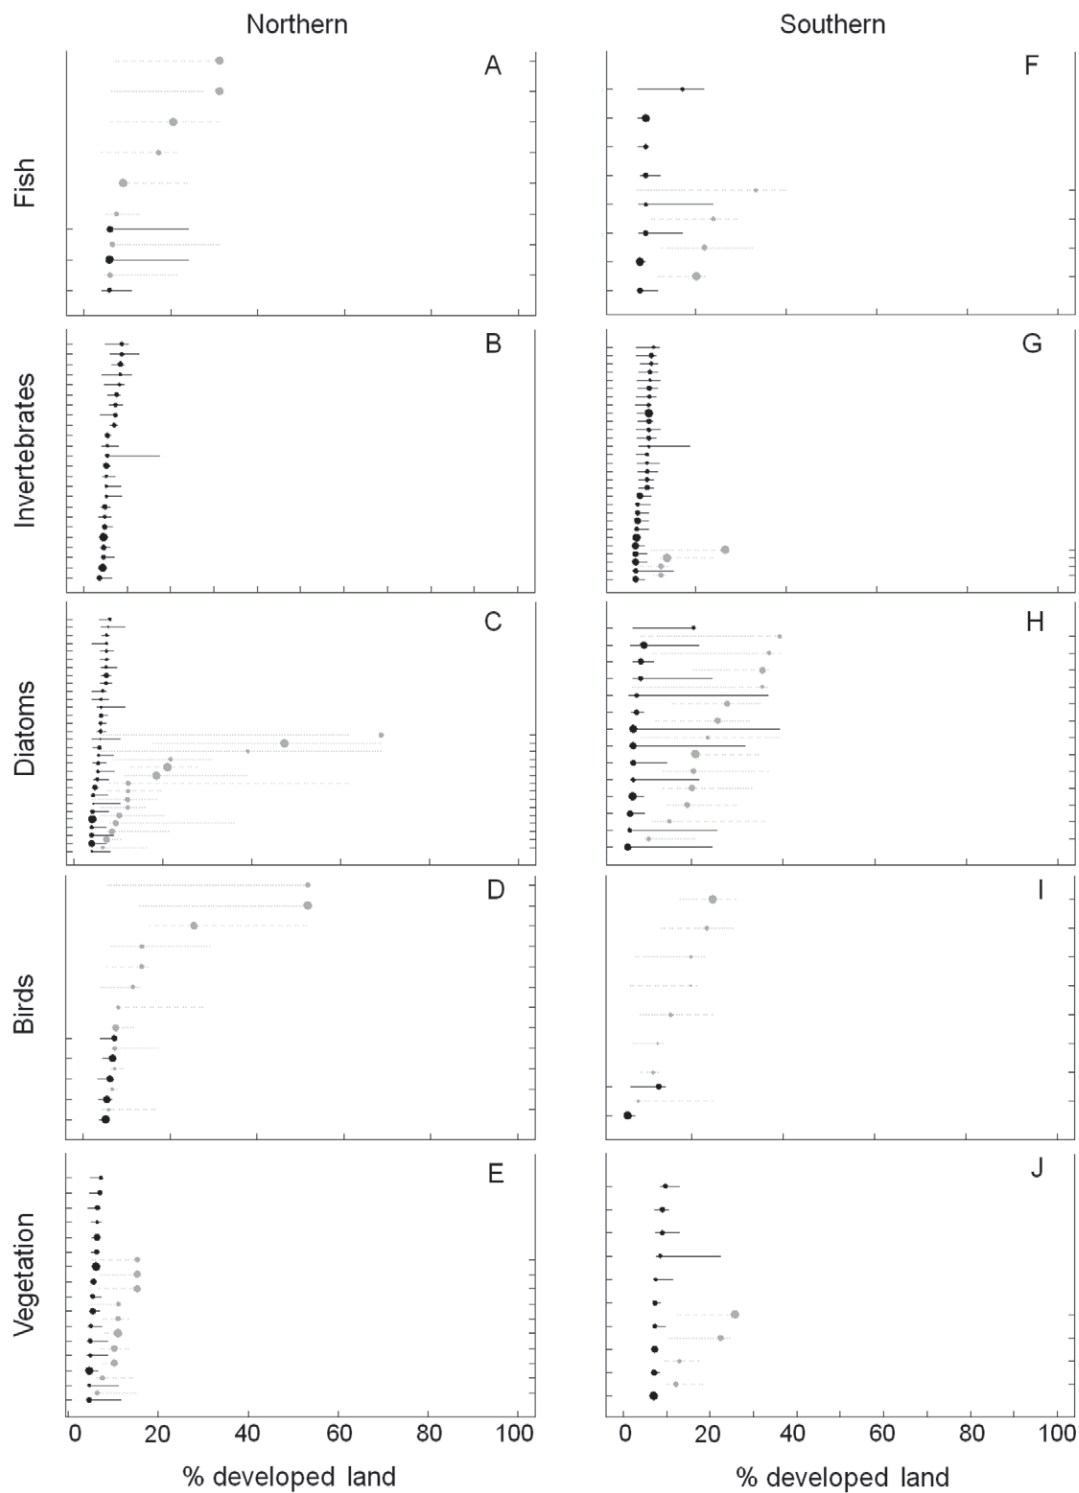 Northern
Southern
Fish
A
F
Invertebrates
B
G
Diatoms
C
H
Birds
D
I
Vegetation
E
J
0 20 40 60 80 100
0 20 40 60 80 100
% developed land
% developed land